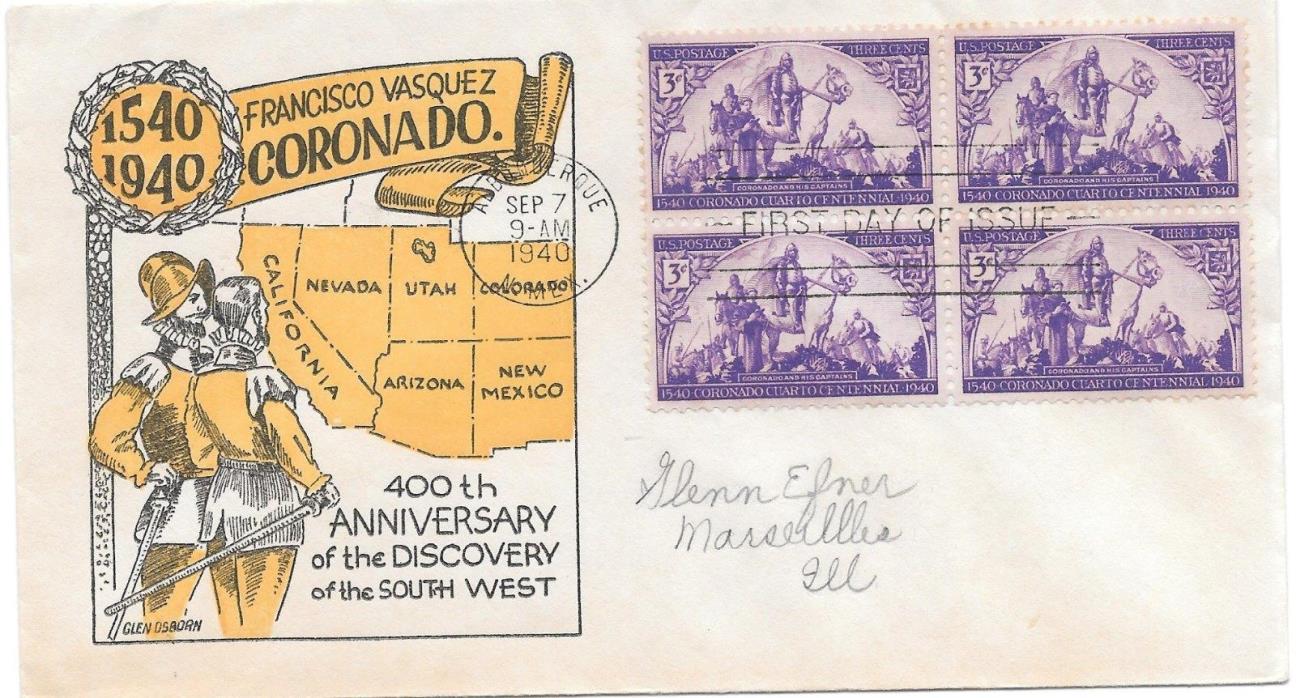 1540
1940
FRANCISCO VASQUEZ
CORONADO.
CALIFORNIA
NEVADA
UTAH
COLORADO
ARIZONA
NEW
MEXICO
400th
ANNIVERSARY
of the DISCOVERY
of the SOUTH WEST
GLEN OSBORN
ALBUQUERQUE
SEP 7
9-AM
1940
N. MEX.
U.S. POSTAGE THREE CENTS
3¢
CORONADO AND HIS CAPTAINS
1540·CORONADO CUARTO CENTENNIAL·1940
U.S. POSTAGE THREE CENTS
3¢
CORONADO AND HIS CAPTAINS
1540·CORONADO CUARTO CENTENNIAL·1940
FIRST DAY OF ISSUE
U.S. POSTAGE THREE CENTS
3¢
CORONADO AND HIS CAPTAINS
1540·CORONADO CUARTO CENTENNIAL·1940
U.S. POSTAGE THREE CENTS
3¢
CORONADO AND HIS CAPTAINS
1540·CORONADO CUARTO CENTENNIAL·1940
Glenn Efner
Marseilles
Ill